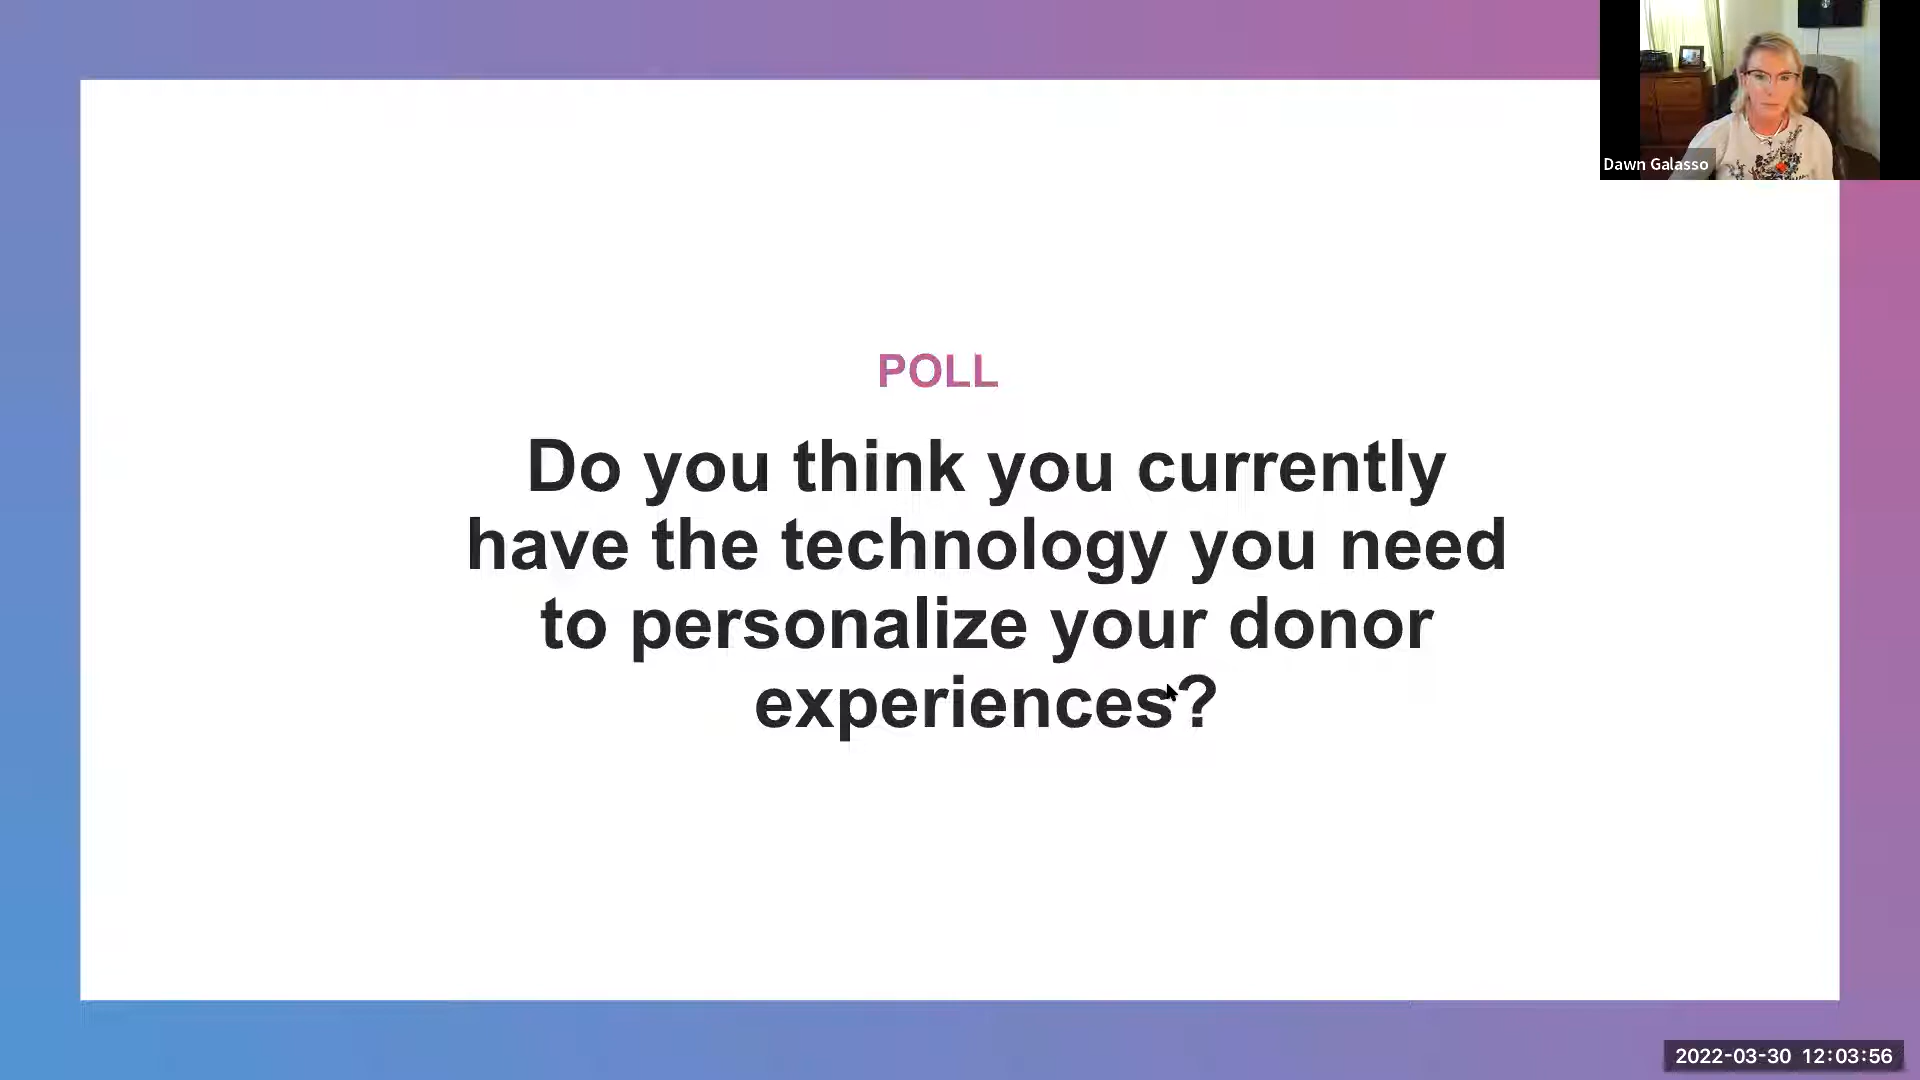 Dawn Galasso
POLL
Do you think you currently
have the technology you need
to personalize your donor
experiences?
2022-03-30 12:03:56